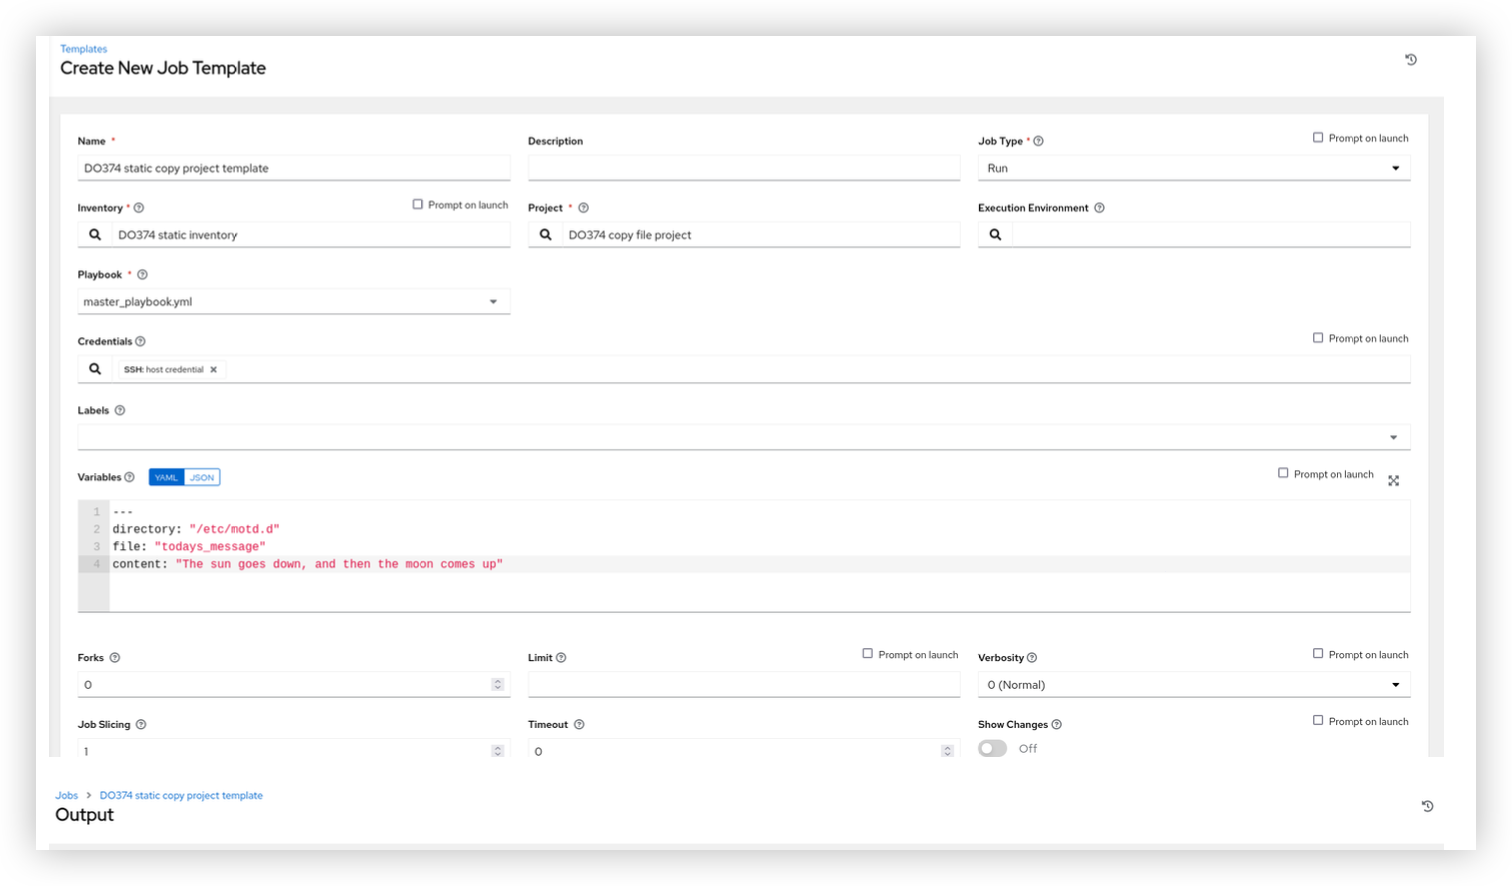 Templates
Create New Job Template
Name *
Description
Job Type *
Prompt on launch
DO374 static copy project template
Run
Inventory *
Prompt on launch
Project *
Execution Environment
DO374 static inventory
DO374 copy file project
Playbook *
master_playbook.yml
Credentials
Prompt on launch
SSH: host credential
Labels
Variables
YAML JSON
Prompt on launch
1 ---
2 directory: "/etc/motd.d"
3 file: "todays_message"
4 content: "The sun goes down, and then the moon comes up"
Forks
Limit
Prompt on launch
Verbosity
Prompt on launch
0
0 (Normal)
Job Slicing
Timeout
Show Changes
Prompt on launch
1
0
Off
Jobs > DO374 static copy project template
Output